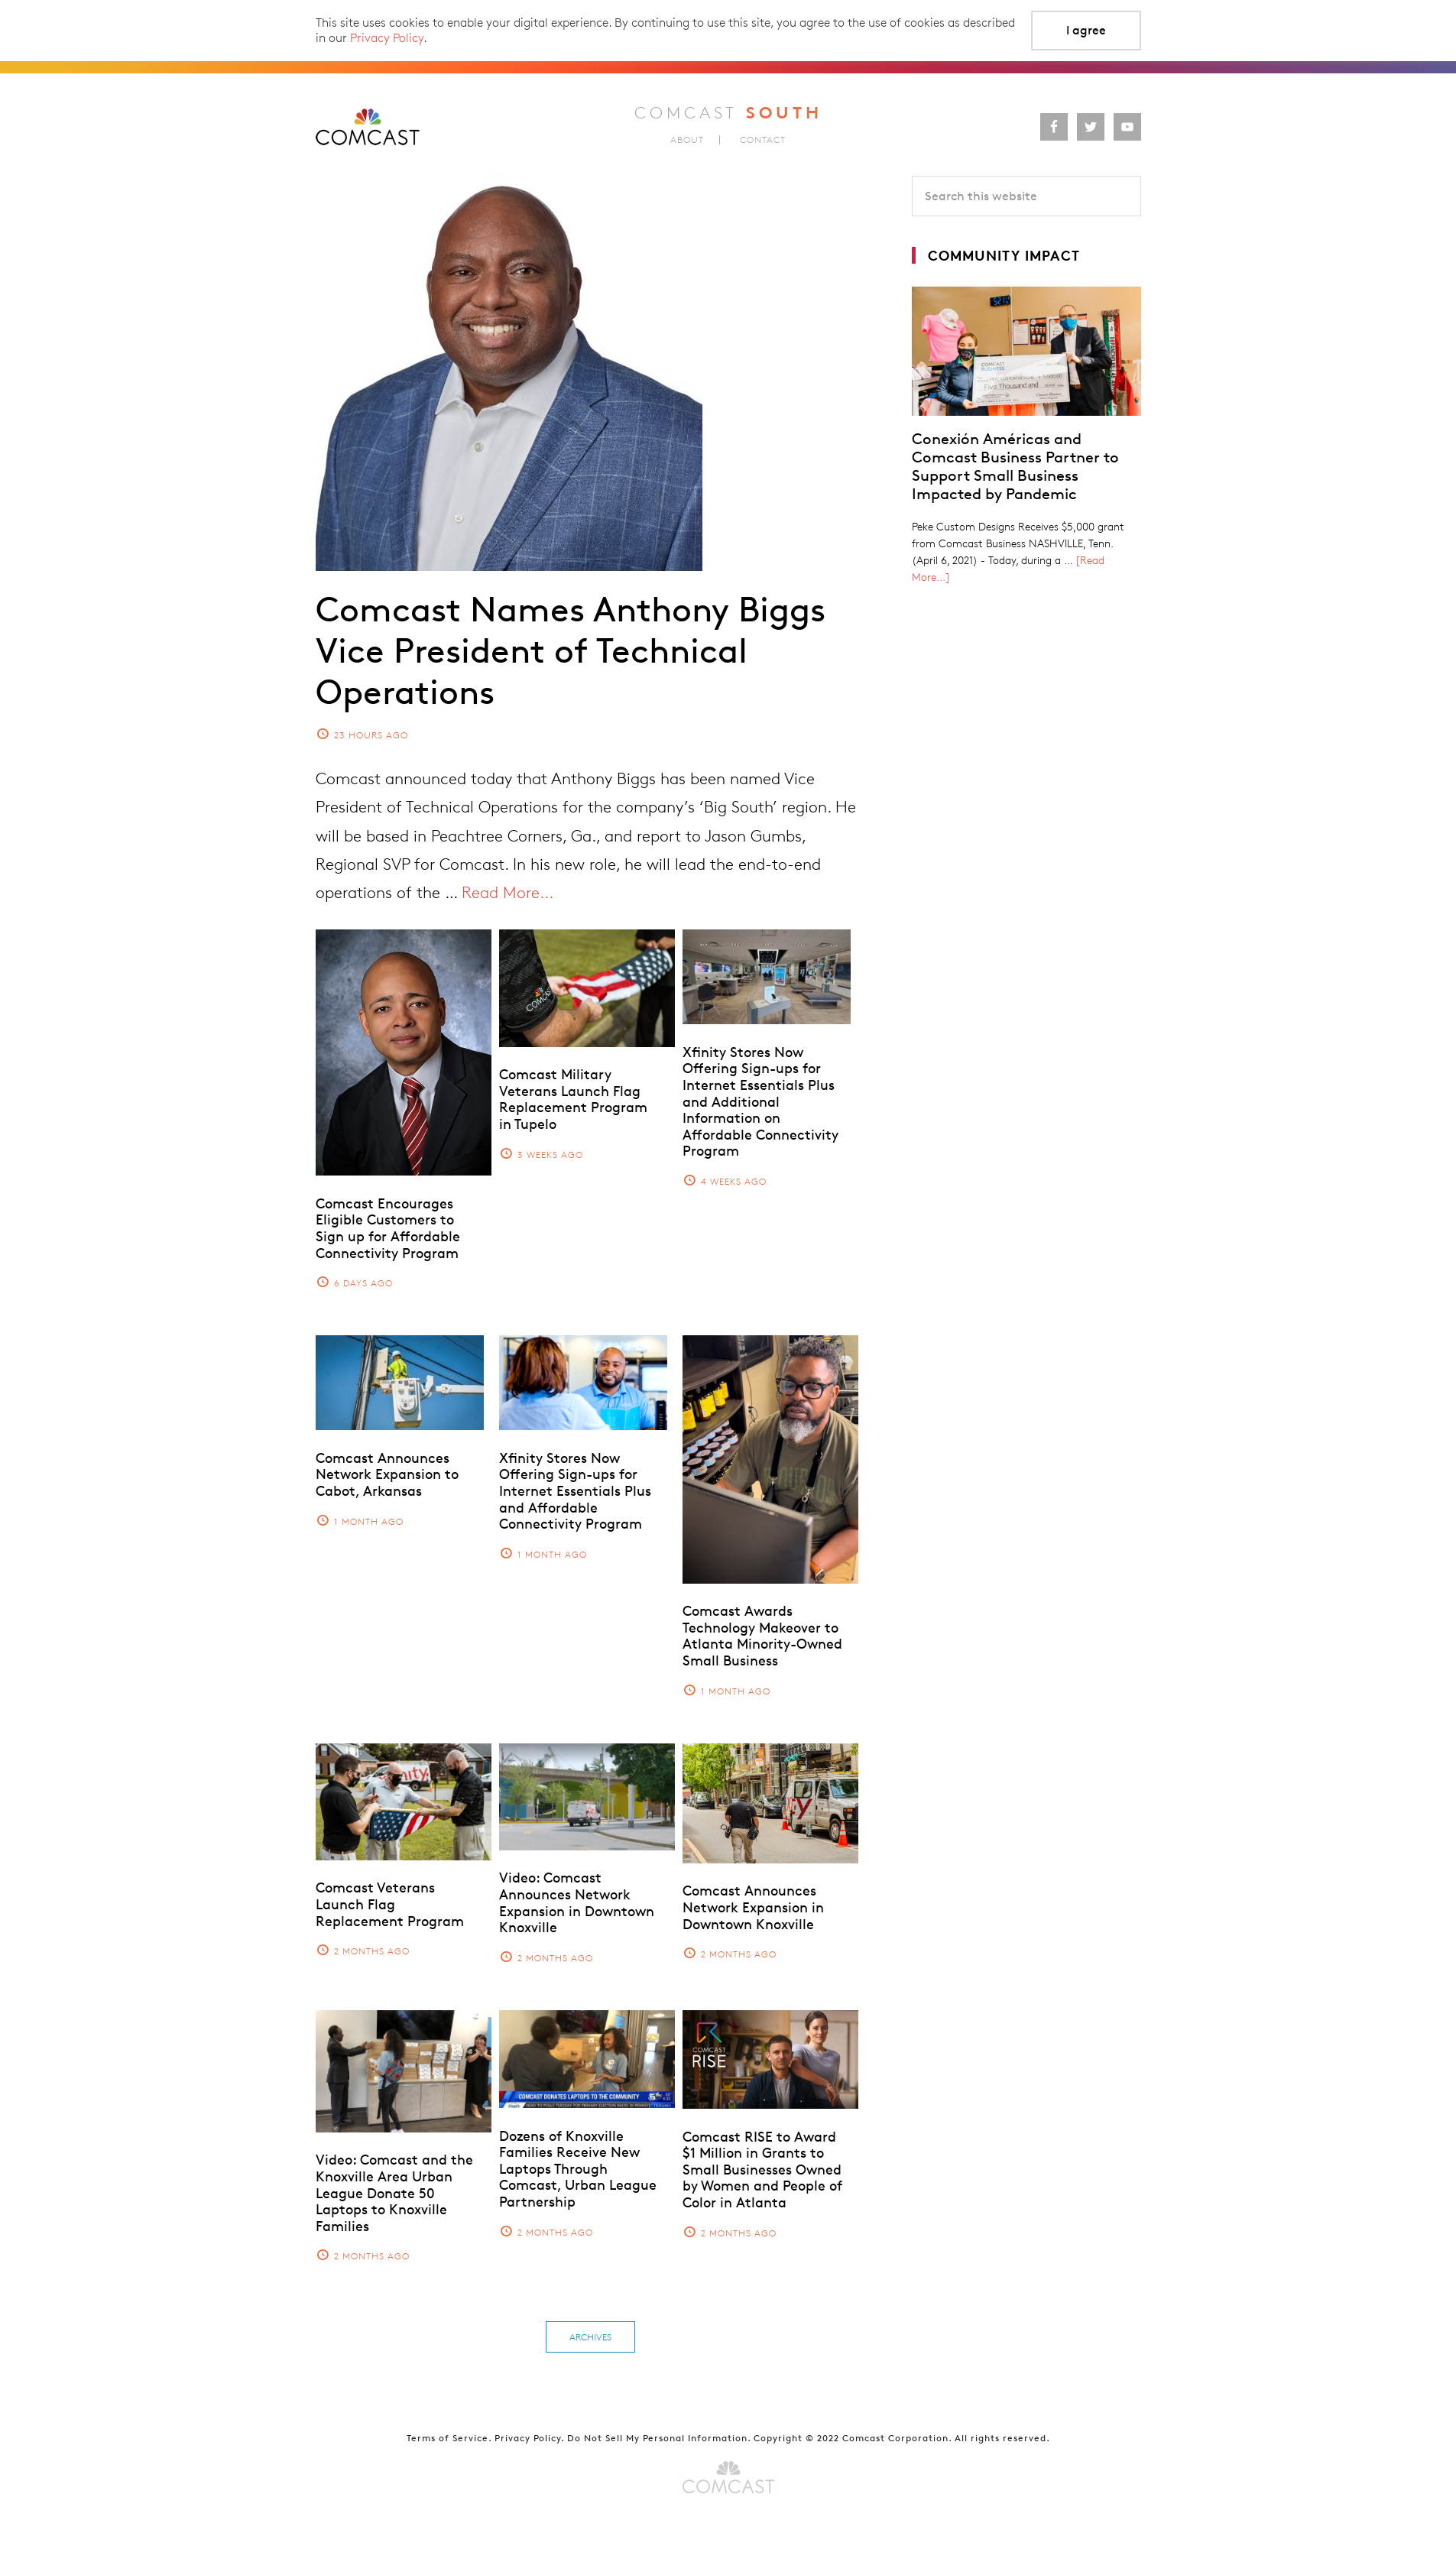 This site uses cookies to enable your digital experience. By continuing to use this site, you agree to the use of cookies as described
in our Privacy Policy.
I agree
COMCAST
COMCAST SOUTH
ABOUT | CONTACT
Search this website
COMMUNITY IMPACT
COMCAST
BUSINESS
Five Thousand and
Conexión Américas and
Comcast Business Partner to
Support Small Business
Impacted by Pandemic
Peke Custom Designs Receives $5,000 grant
from Comcast Business NASHVILLE, Tenn.
(April 6, 2021) - Today, during a ... [Read
More...]
Comcast Names Anthony Biggs
Vice President of Technical
Operations
23 HOURS AGO
Comcast announced today that Anthony Biggs has been named Vice
President of Technical Operations for the company’s ‘Big South’ region. He
will be based in Peachtree Corners, Ga., and report to Jason Gumbs,
Regional SVP for Comcast. In his new role, he will lead the end-to-end
operations of the ... Read More...
Comcast Encourages
Eligible Customers to
Sign up for Affordable
Connectivity Program
6 DAYS AGO
COMCAST
Comcast Military
Veterans Launch Flag
Replacement Program
in Tupelo
3 WEEKS AGO
Xfinity Stores Now
Offering Sign-ups for
Internet Essentials Plus
and Additional
Information on
Affordable Connectivity
Program
4 WEEKS AGO
Comcast Announces
Network Expansion to
Cabot, Arkansas
1 MONTH AGO
Xfinity Stores Now
Offering Sign-ups for
Internet Essentials Plus
and Affordable
Connectivity Program
1 MONTH AGO
Comcast Awards
Technology Makeover to
Atlanta Minority-Owned
Small Business
1 MONTH AGO
Comcast Veterans
Launch Flag
Replacement Program
2 MONTHS AGO
Video: Comcast
Announces Network
Expansion in Downtown
Knoxville
2 MONTHS AGO
Comcast Announces
Network Expansion in
Downtown Knoxville
2 MONTHS AGO
Video: Comcast and the
Knoxville Area Urban
League Donate 50
Laptops to Knoxville
Families
2 MONTHS AGO
COMCAST DONATES LAPTOPS TO THE COMMUNITY
Dozens of Knoxville
Families Receive New
Laptops Through
Comcast, Urban League
Partnership
2 MONTHS AGO
COMCAST
RISE
Comcast RISE to Award
$1 Million in Grants to
Small Businesses Owned
by Women and People of
Color in Atlanta
2 MONTHS AGO
ARCHIVES
Terms of Service. Privacy Policy. Do Not Sell My Personal Information. Copyright © 2022 Comcast Corporation. All rights reserved.
COMCAST